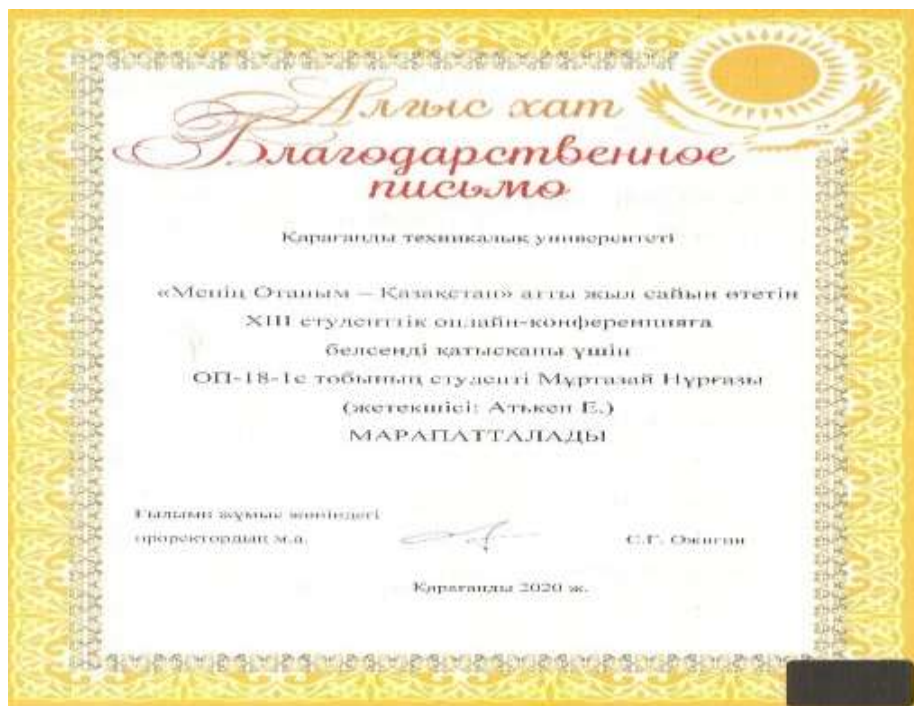 Алғыс хат
Благодарственное
письмо
Қарағанды техникалық университеті
«Менің Отаным – Қазақстан» атты жыл сайын өтетін
XIII студенттік онлайн-конференцияға
белсенді қатысқаны үшін
ОП-18-1с тобының студенті Мұртазай Нұрғазы
(жетекшісі: Атькен Е.)
МАРАПАТТАЛАДЫ
Ғылыми жұмыс жөніндегі
проректордың м.а.
С.Г. Ожигин
Қарағанды 2020 ж.